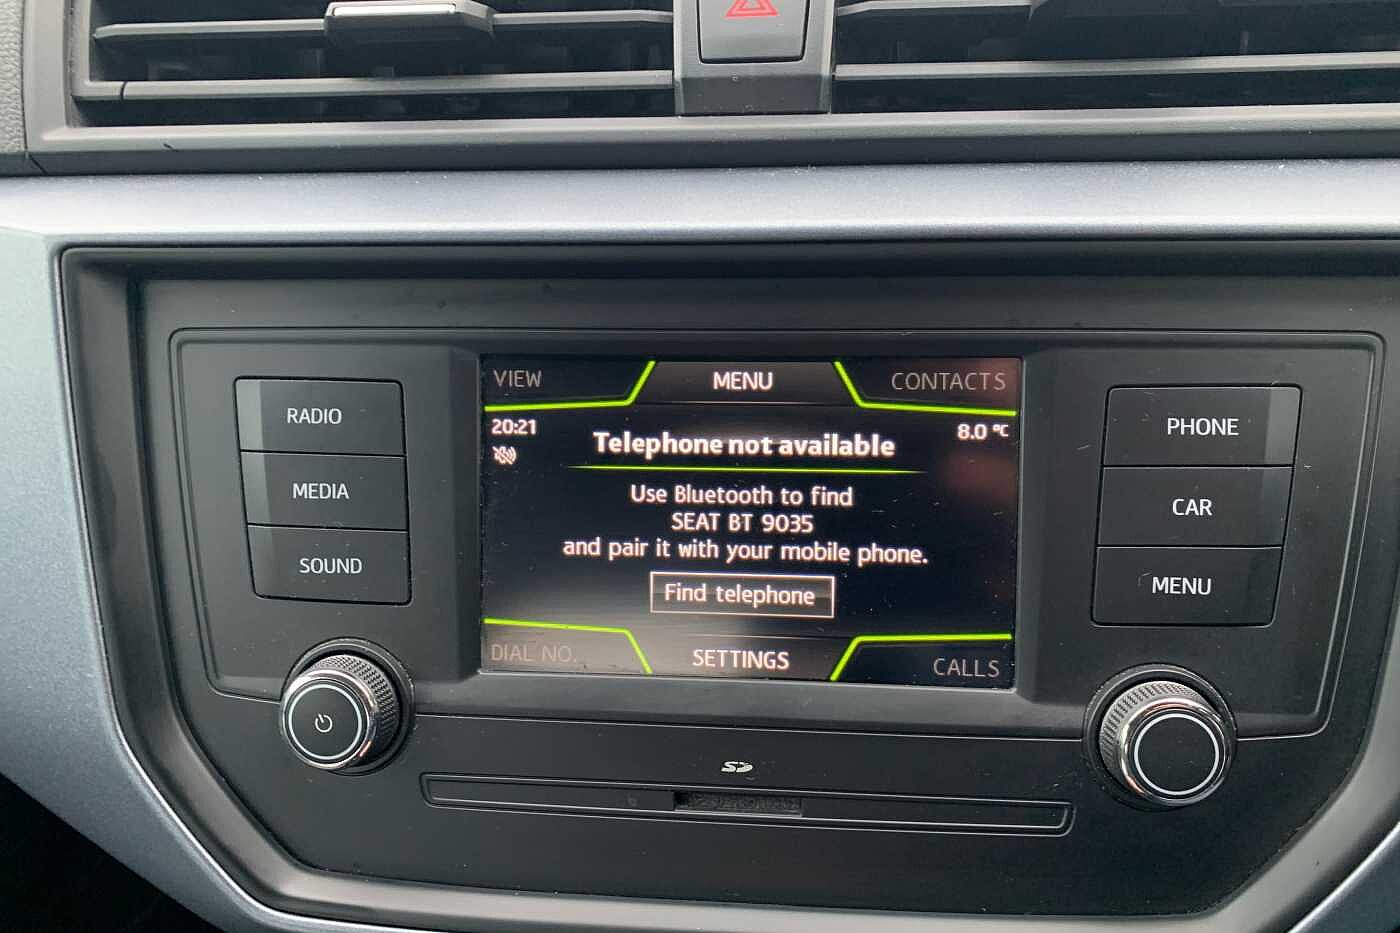 VIEW
MENU
CONTACTS
20:21
8.0 °C
Telephone not available
Use Bluetooth to find
SEAT BT 9035
and pair it with your mobile phone.
Find telephone
DIAL NO.
SETTINGS
CALLS
RADIO
MEDIA
SOUND
PHONE
CAR
MENU
SD